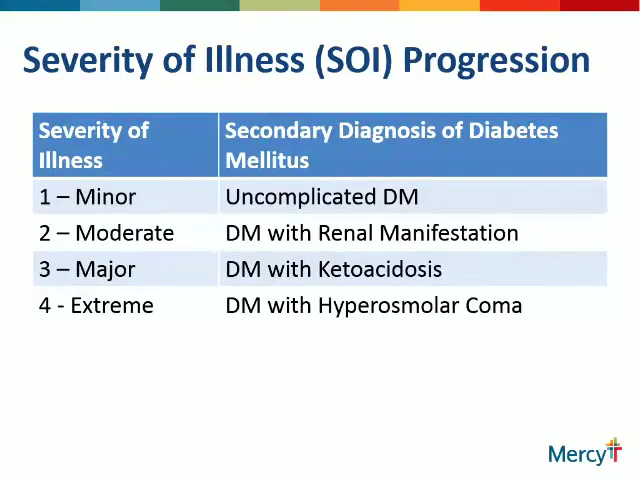 Severity of Illness (SOI) Progression
Severity of Illness
Secondary Diagnosis of Diabetes Mellitus
1 – Minor
Uncomplicated DM
2 – Moderate
DM with Renal Manifestation
3 – Major
DM with Ketoacidosis
4 - Extreme
DM with Hyperosmolar Coma
Mercy